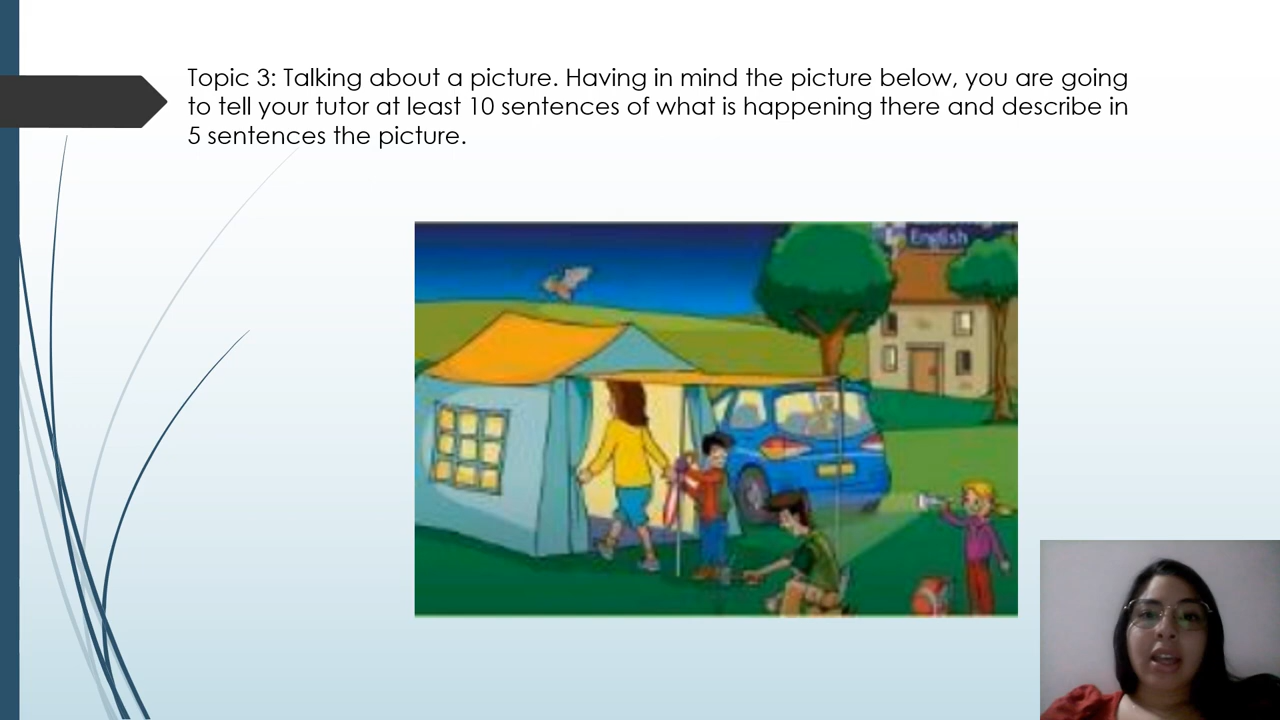 Topic 3: Talking about a picture. Having in mind the picture below, you are going
to tell your tutor at least 10 sentences of what is happening there and describe in
5 sentences the picture.
English